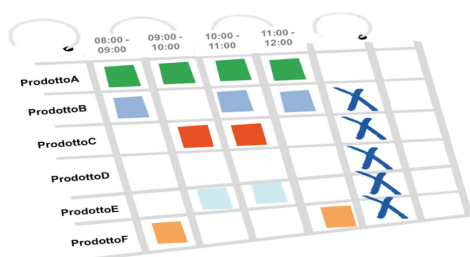 08:00 - 09:00 - 10:00 - 11:00 -
09:00 10:00 11:00 12:00
ProdottoA
ProdottoB
ProdottoC
ProdottoD
ProdottoE
ProdottoF